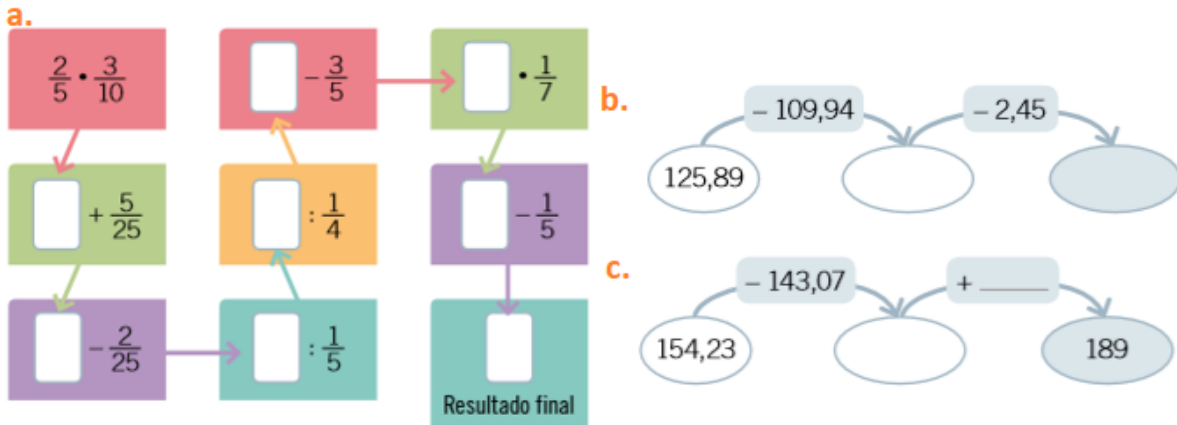 a.
2/5 · 3/10
+ 5/25
− 2/25
: 1/5
: 1/4
− 3/5
· 1/7
− 1/5
Resultado final
b.
− 109,94
− 2,45
125,89
c.
− 143,07
+ ____
154,23
189